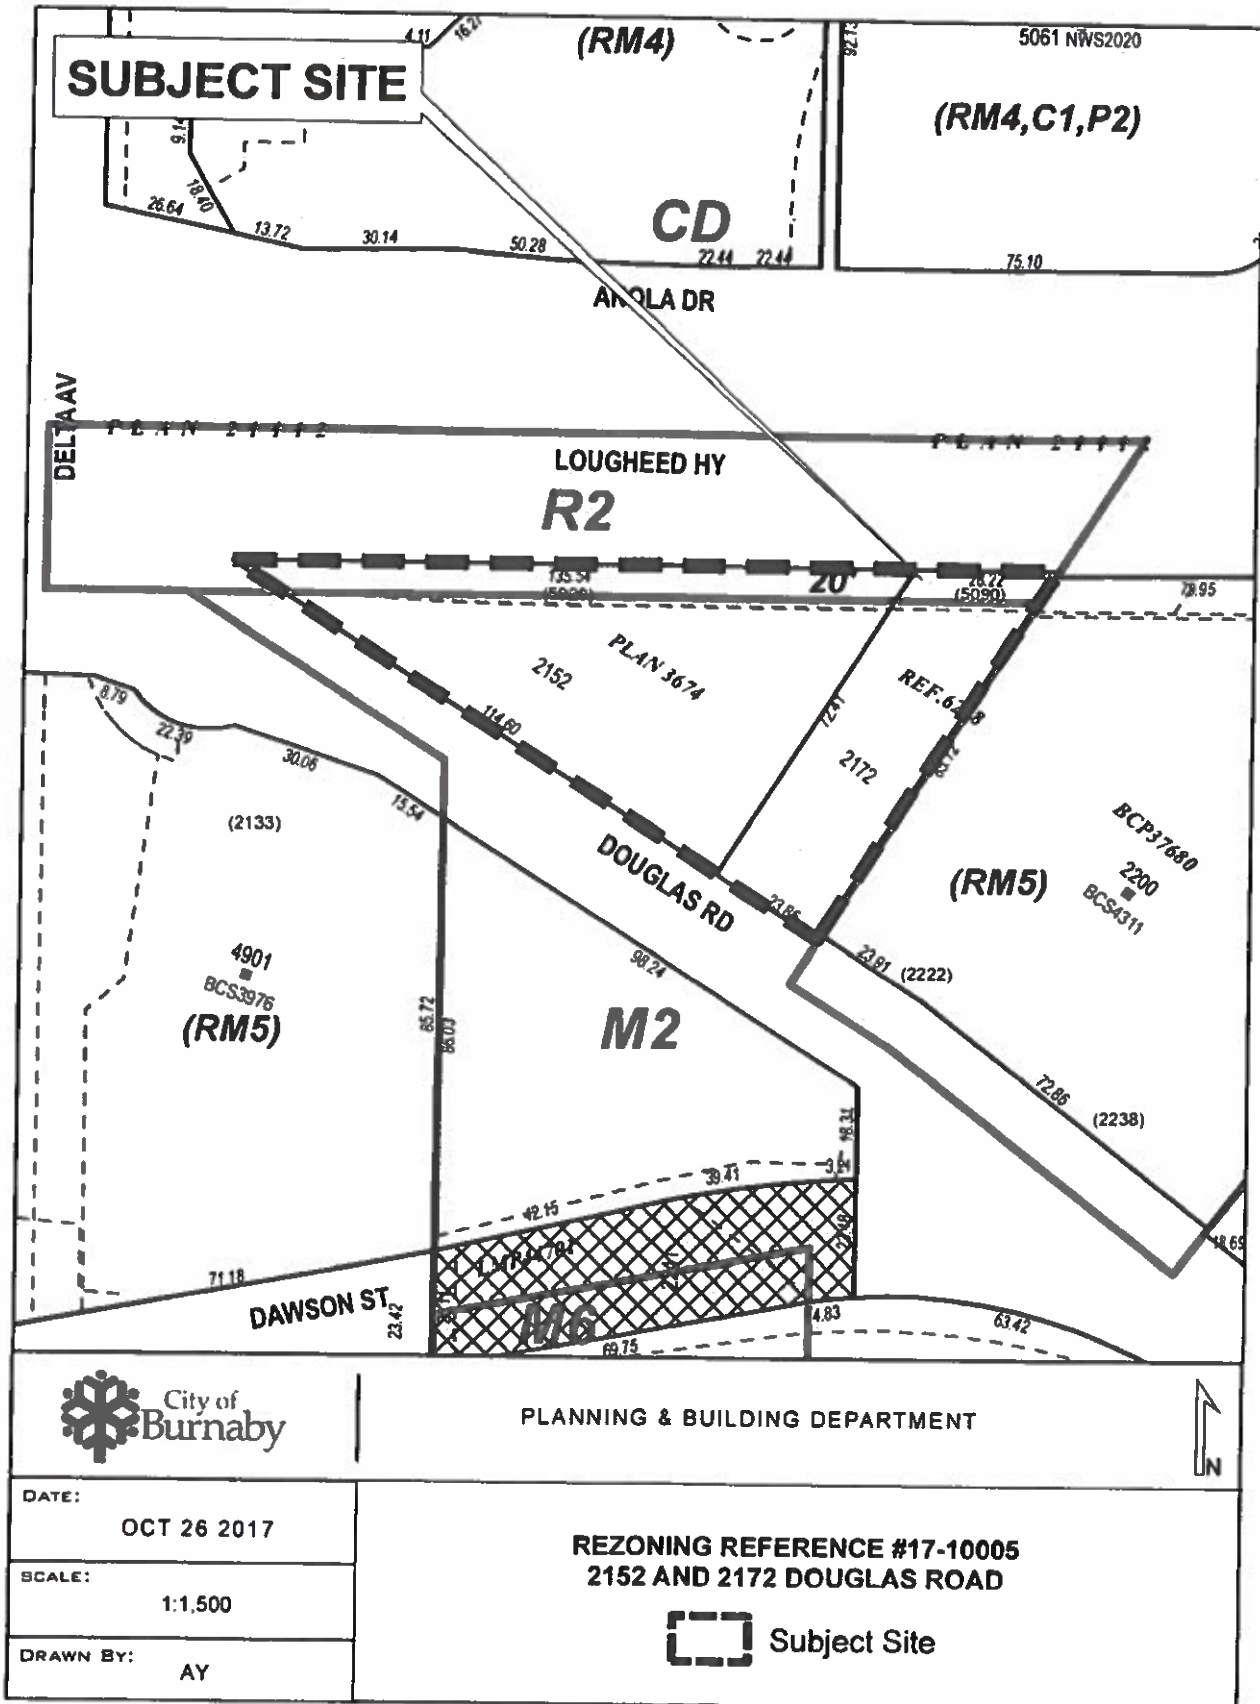 4.11
16.27
(RM4)
92.13
5061 NWS2020
SUBJECT SITE
(RM4,C1,P2)
9.14
18.40
26.64
13.72
30.14
50.28
CD
22.44 22.44
75.10
AROLA DR
DELTA AV
PLAN 21112
PLAN 21112
LOUGHEED HY
R2
135.54
20'
26.22
(5090)
79.95
PLAN 3674
2152
REF.6248
114.60
72.41
2172
8.79
22.39
30.06
15.54
(2133)
BCP37680
DOUGLAS RD
(RM5)
2200
BCS4311
23.86
4901
BCS3976
(RM5)
98.24
23.91
(2222)
85.72
86.03
M2
72.86
(2238)
18.31
39.41
42.15
71.18
DAWSON ST
23.42
M6
69.75
4.83
63.42
18.69
City of
Burnaby
PLANNING & BUILDING DEPARTMENT
N
DATE:
OCT 26 2017
SCALE:
1:1,500
DRAWN BY:
AY
REZONING REFERENCE #17-10005
2152 AND 2172 DOUGLAS ROAD
Subject Site